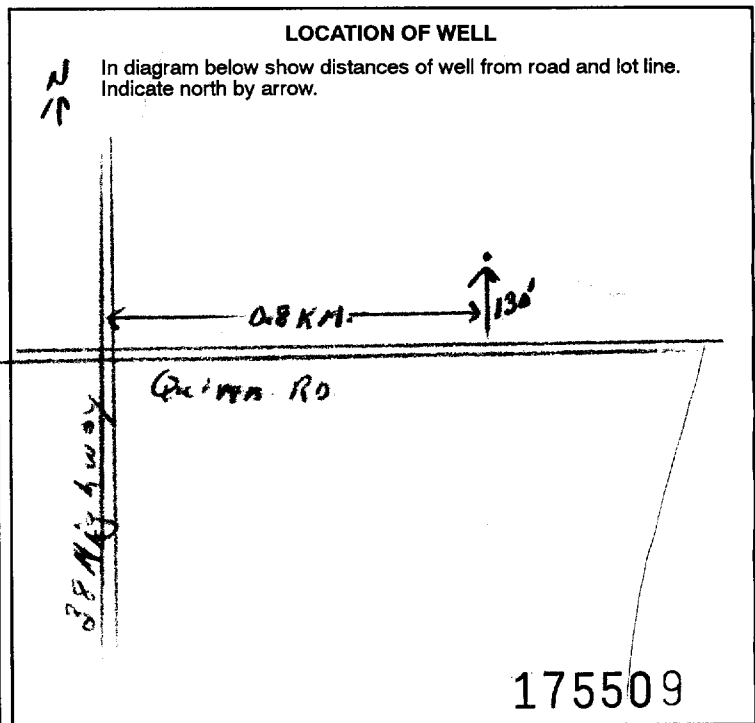 LOCATION OF WELL
N
In diagram below show distances of well from road and lot line.
Indicate north by arrow.
0.8 KM.
130'
Quinn RD
38 Highway
175509